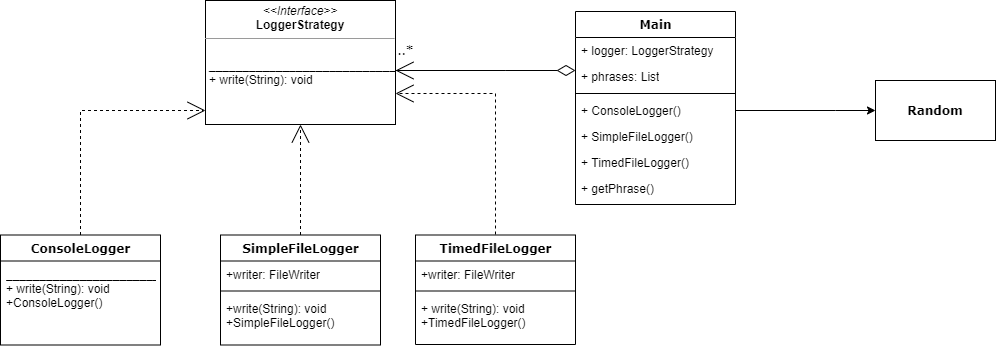 <<Interface>>
LoggerStrategy
+ write(String): void
..*
Main
+ logger: LoggerStrategy
+ phrases: List
+ ConsoleLogger()
+ SimpleFileLogger()
+ TimedFileLogger()
+ getPhrase()
Random
ConsoleLogger
+ write(String): void
+ConsoleLogger()
SimpleFileLogger
+writer: FileWriter
+write(String): void
+SimpleFileLogger()
TimedFileLogger
+writer: FileWriter
+ write(String): void
+TimedFileLogger()